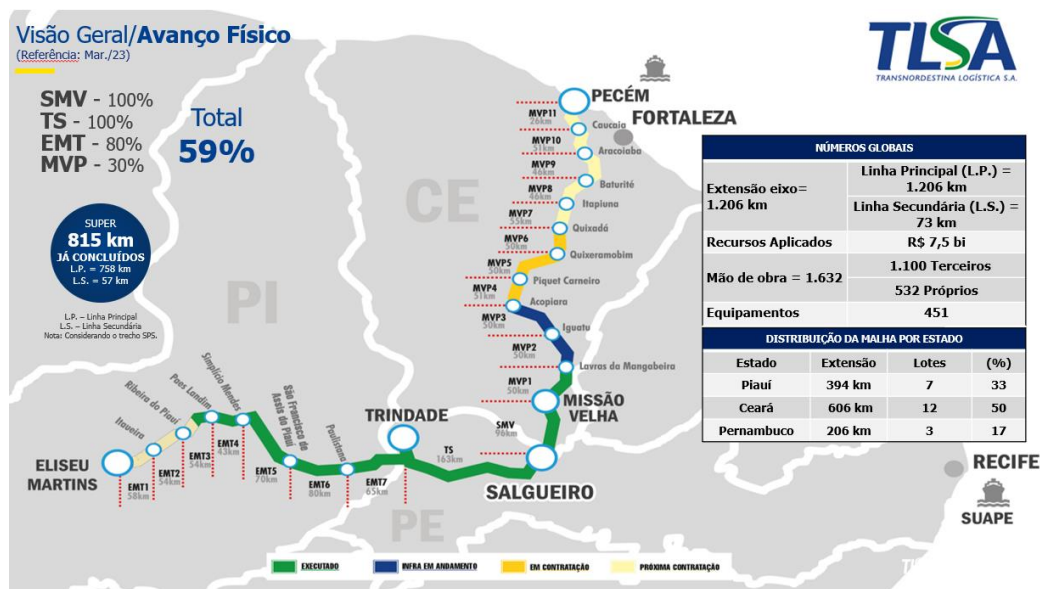 Visão Geral/Avanço Físico
(Referência: Mar./23)
SMV - 100%
TS - 100%
EMT - 80%
MVP - 30%
Total
59%
SUPER
815 km
JÁ CONCLUÍDOS
L.P. = 758 km
L.S. = 57 km
L.P. – Linha Principal
L.S. – Linha Secundária
Nota: Considerando o trecho SPS.
TLSA
TRANSNORDESTINA LOGÍSTICA S.A.
PECÉM
FORTALEZA
MVP11
26km
Caucaia
MVP10
51km
Aracoiaba
MVP9
46km
Baturité
MVP8
46km
Itapiuna
MVP7
55km
Quixadá
MVP6
50km
Quixeramobim
MVP5
50km
Piquet Carneiro
MVP4
51km
Acopiara
MVP3
50km
Iguatu
MVP2
50km
Lavras da Mangabeira
MVP1
50km
MISSÃO
VELHA
SMV
96km
CE
PI
PE
TRINDADE
TS
163km
SALGUEIRO
ELISEU
MARTINS
Itaueira
Ribeira do Piauí
Paes Landim
Simplício Mendes
São Francisco de
Assis do Piauí
Paulistana
EMT1
58km
EMT2
54km
EMT3
54km
EMT4
43km
EMT5
70km
EMT6
80km
EMT7
65km
NÚMEROS GLOBAIS
Extensão eixo=
1.206 km
Linha Principal (L.P.) =
1.206 km
Linha Secundária (L.S.) =
73 km
Recursos Aplicados R$ 7,5 bi
Mão de obra = 1.632
1.100 Terceiros
532 Próprios
Equipamentos 451
DISTRIBUIÇÃO DA MALHA POR ESTADO
Estado Extensão Lotes (%)
Piauí 394 km 7 33
Ceará 606 km 12 50
Pernambuco 206 km 3 17
RECIFE
SUAPE
EXECUTADO
INFRA EM ANDAMENTO
EM CONTRATAÇÃO
PRÓXIMA CONTRATAÇÃO